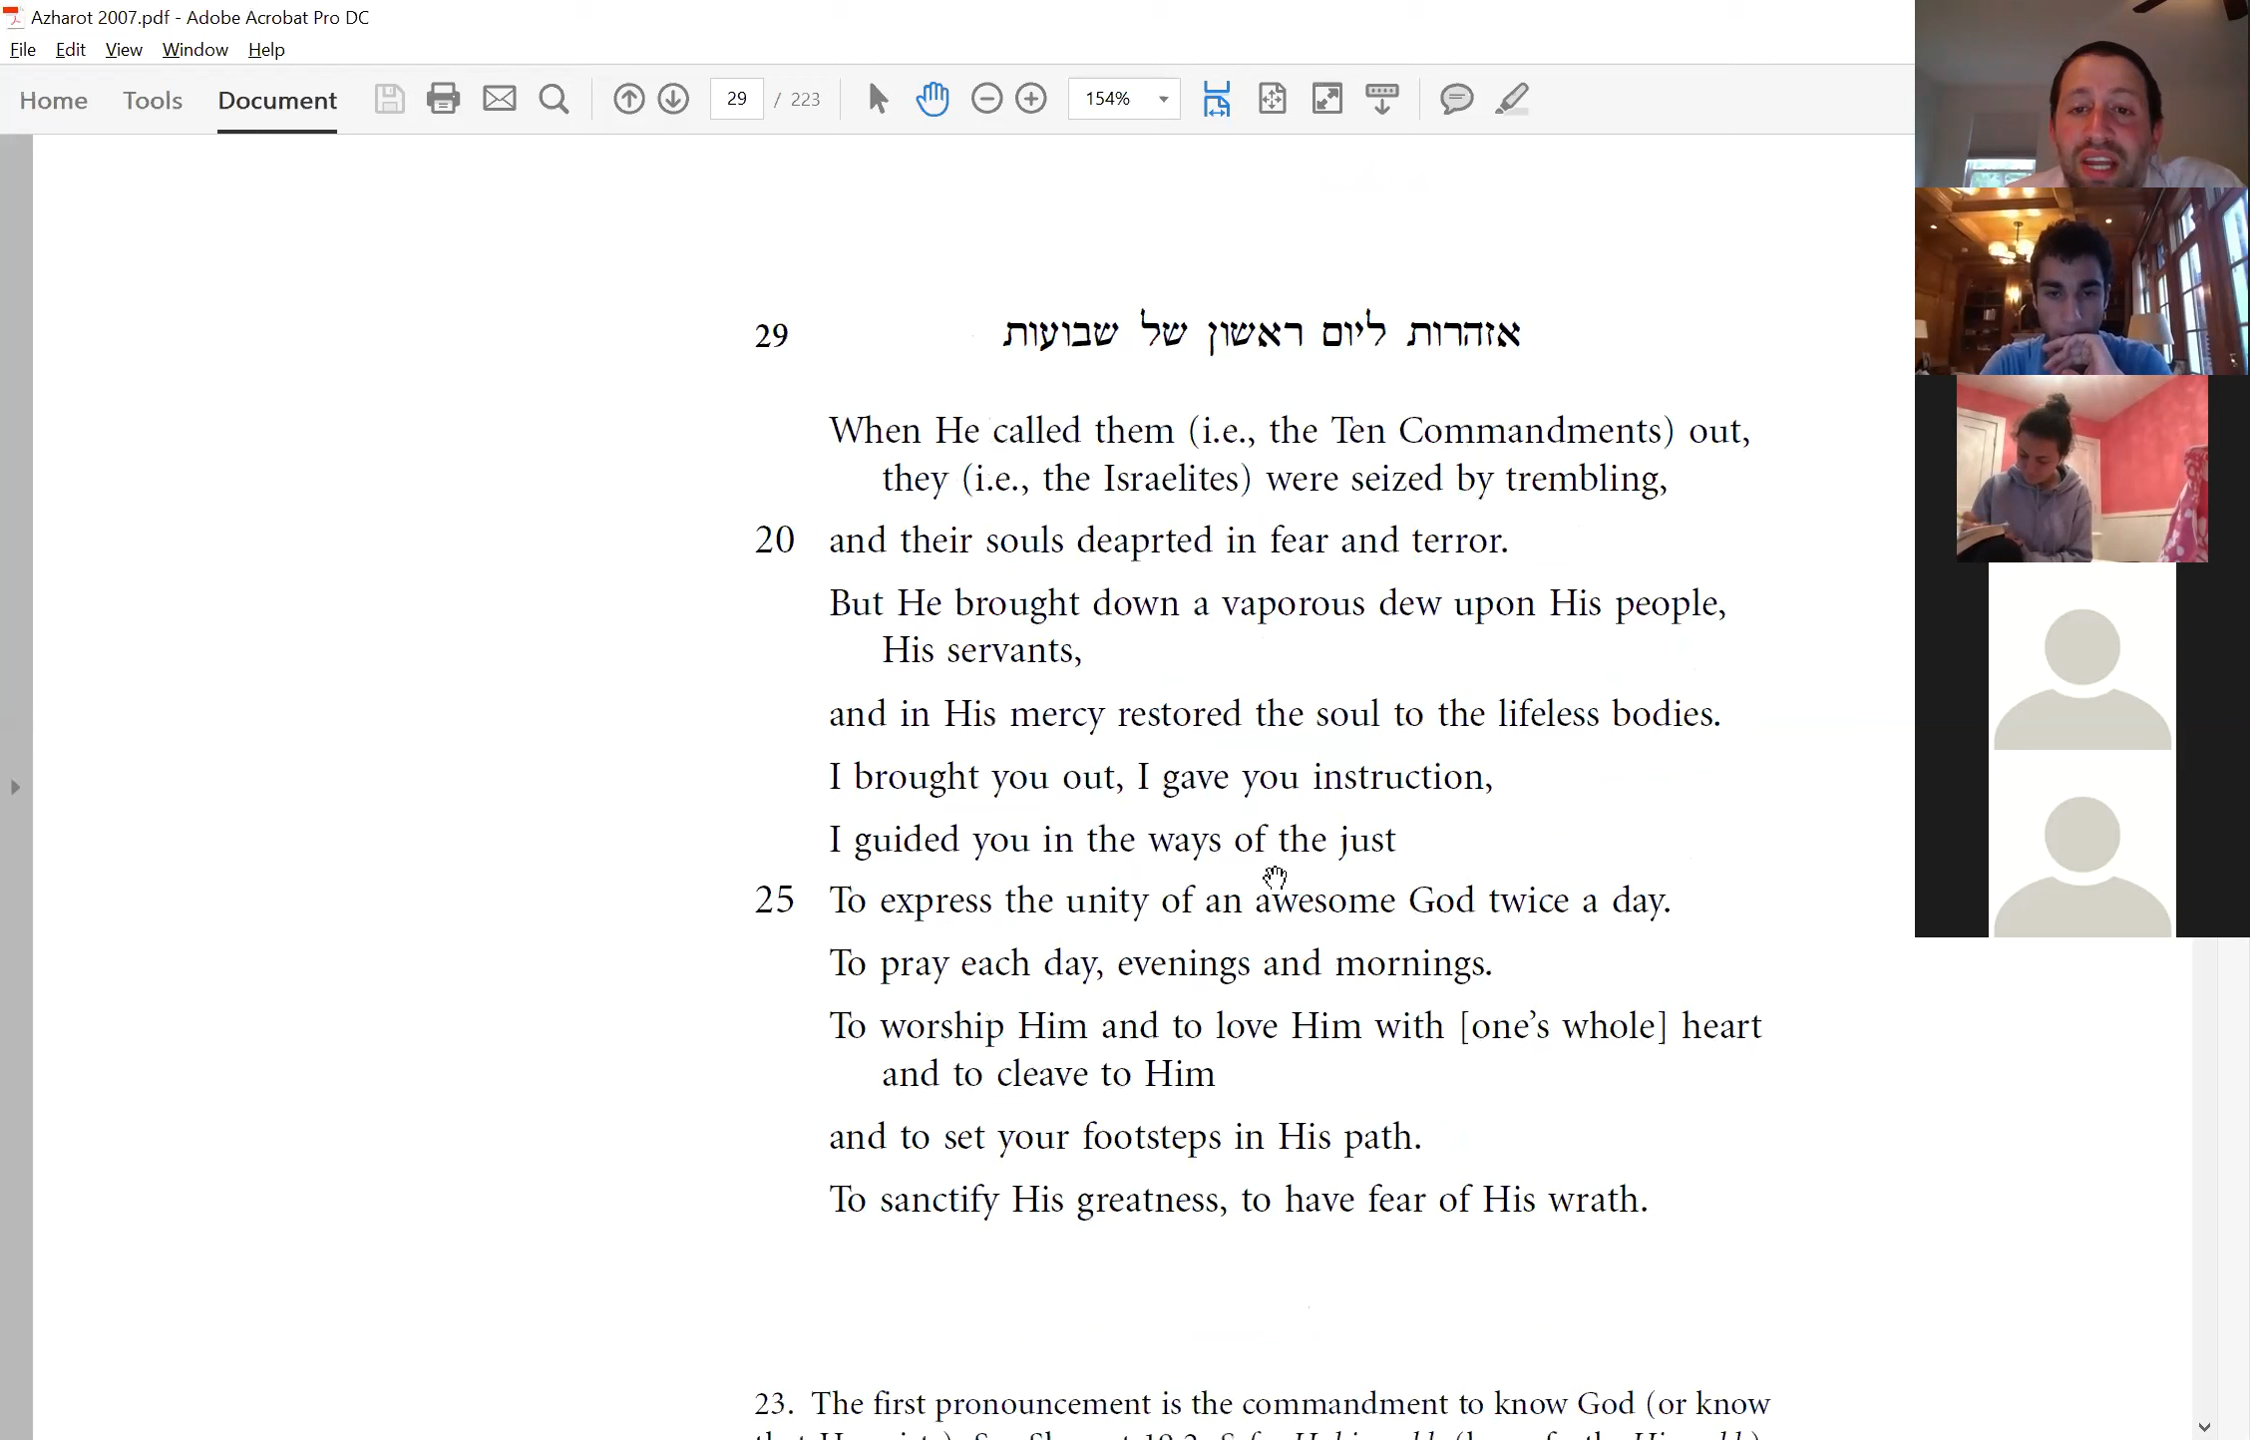 Azharot 2007.pdf - Adobe Acrobat Pro DC
File Edit View Window Help
Home Tools Document 29 / 223 154%
29 אזהרות ליום ראשון של שבועות
When He called them (i.e., the Ten Commandments) out,
they (i.e., the Israelites) were seized by trembling,
20 and their souls deaprted in fear and terror.
But He brought down a vaporous dew upon His people,
His servants,
and in His mercy restored the soul to the lifeless bodies.
I brought you out, I gave you instruction,
I guided you in the ways of the just
25 To express the unity of an awesome God twice a day.
To pray each day, evenings and mornings.
To worship Him and to love Him with [one's whole] heart
and to cleave to Him
and to set your footsteps in His path.
To sanctify His greatness, to have fear of His wrath.
23. The first pronouncement is the commandment to know God (or know